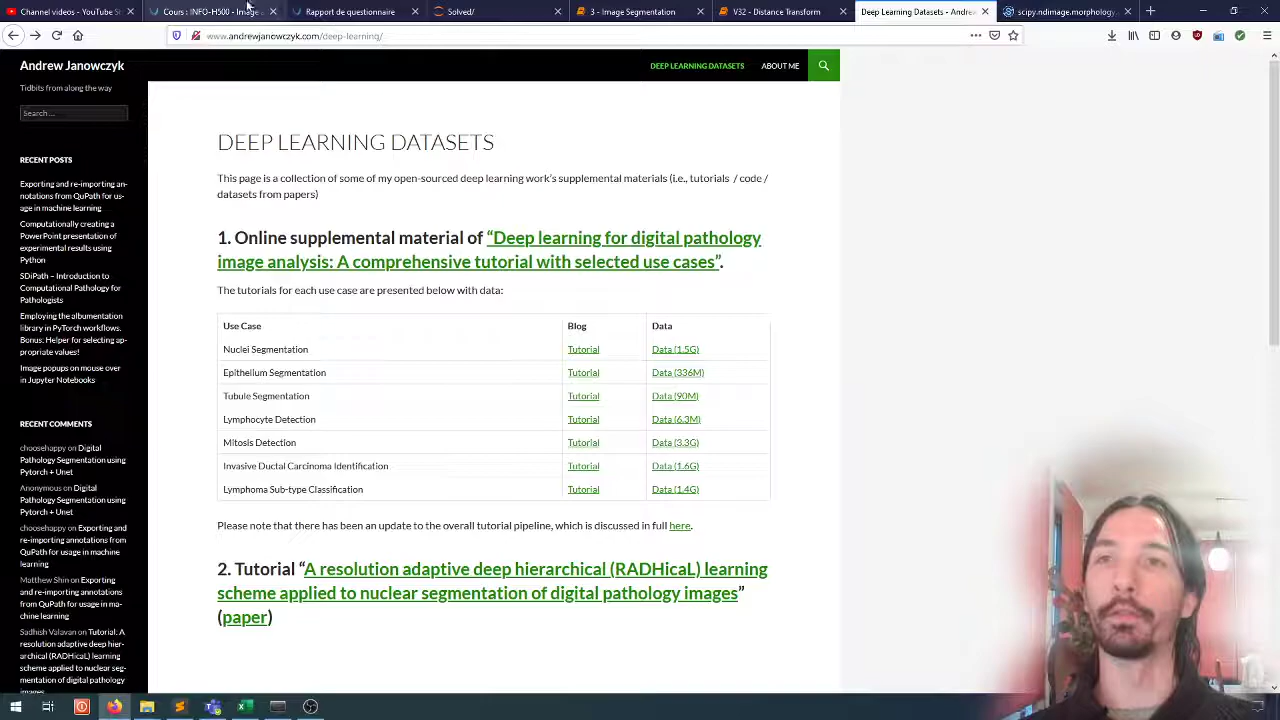 YouTube
Cours : INFO-H500 - Image
Rapport de questionnaire
Solved/
3 - Image Segmentation
V32 - Distance Transform
Deep Learning Datasets - Andre
scipy.ndimage.morphology.
www.andrewjanowczyk.com/deep-learning/
Andrew Janowczyk
DEEP LEARNING DATASETS
ABOUT ME
Tidbits from along the way
Search …
RECENT POSTS
Exporting and re-importing an-
notations from QuPath for us-
age in machine learning
Computationally creating a
PowerPoint presentation of
experimental results using
Python
SDiPath – Introduction to
Computational Pathology for
Pathologists
Employing the albumentation
library in PyTorch workflows.
Bonus: Helper for selecting ap-
propriate values!
Image popups on mouse over
in Jupyter Notebooks
RECENT COMMENTS
choosehappy on Digital
Pathology Segmentation using
Pytorch + Unet
Anonymous on Digital
Pathology Segmentation using
Pytorch + Unet
choosehappy on Exporting
and re-importing annotations
from QuPath for usage in machine
learning
Matthew Shin on Exporting
and re-importing annotations
from QuPath for usage in ma-
chine learning
Sadhish Valavan on Tutorial: A
resolution adaptive deep hier-
archical (RADHicaL) learning
scheme applied to nuclear seg-
mentation of digital pathology
images
DEEP LEARNING DATASETS
This page is a collection of some of my open-sourced deep learning work's supplemental materials (i.e., tutorials / code /
datasets from papers)
1. Online supplemental material of “Deep learning for digital pathology
image analysis: A comprehensive tutorial with selected use cases”.
The tutorials for each use case are presented below with data:
Use Case Blog Data
Nuclei Segmentation Tutorial Data (1.5G)
Epithelium Segmentation Tutorial Data (336M)
Tubule Segmentation Tutorial Data (90M)
Lymphocyte Detection Tutorial Data (6.3M)
Mitosis Detection Tutorial Data (3.3G)
Invasive Ductal Carcinoma Identification Tutorial Data (1.6G)
Lymphoma Sub-type Classification Tutorial Data (1.4G)
Please note that there has been an update to the overall tutorial pipeline, which is discussed in full here.
2. Tutorial “A resolution adaptive deep hierarchical (RADHicaL) learning
scheme applied to nuclear segmentation of digital pathology images”
(paper)